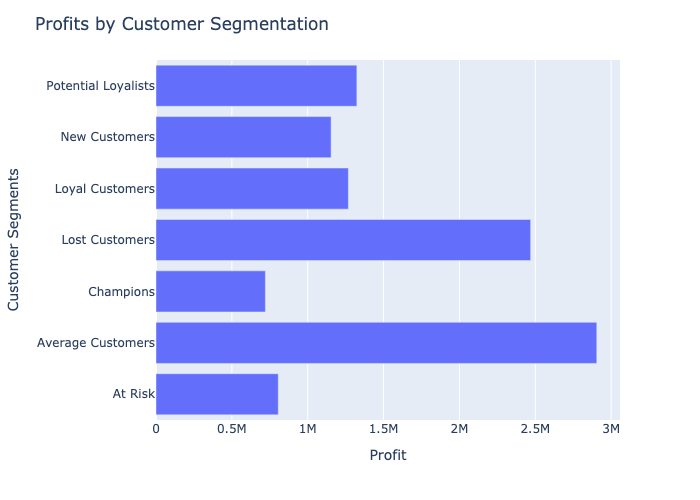 Profits by Customer Segmentation
Customer Segments
Potential Loyalists
New Customers
Loyal Customers
Lost Customers
Champions
Average Customers
At Risk
0 0.5M 1M 1.5M 2M 2.5M 3M
Profit